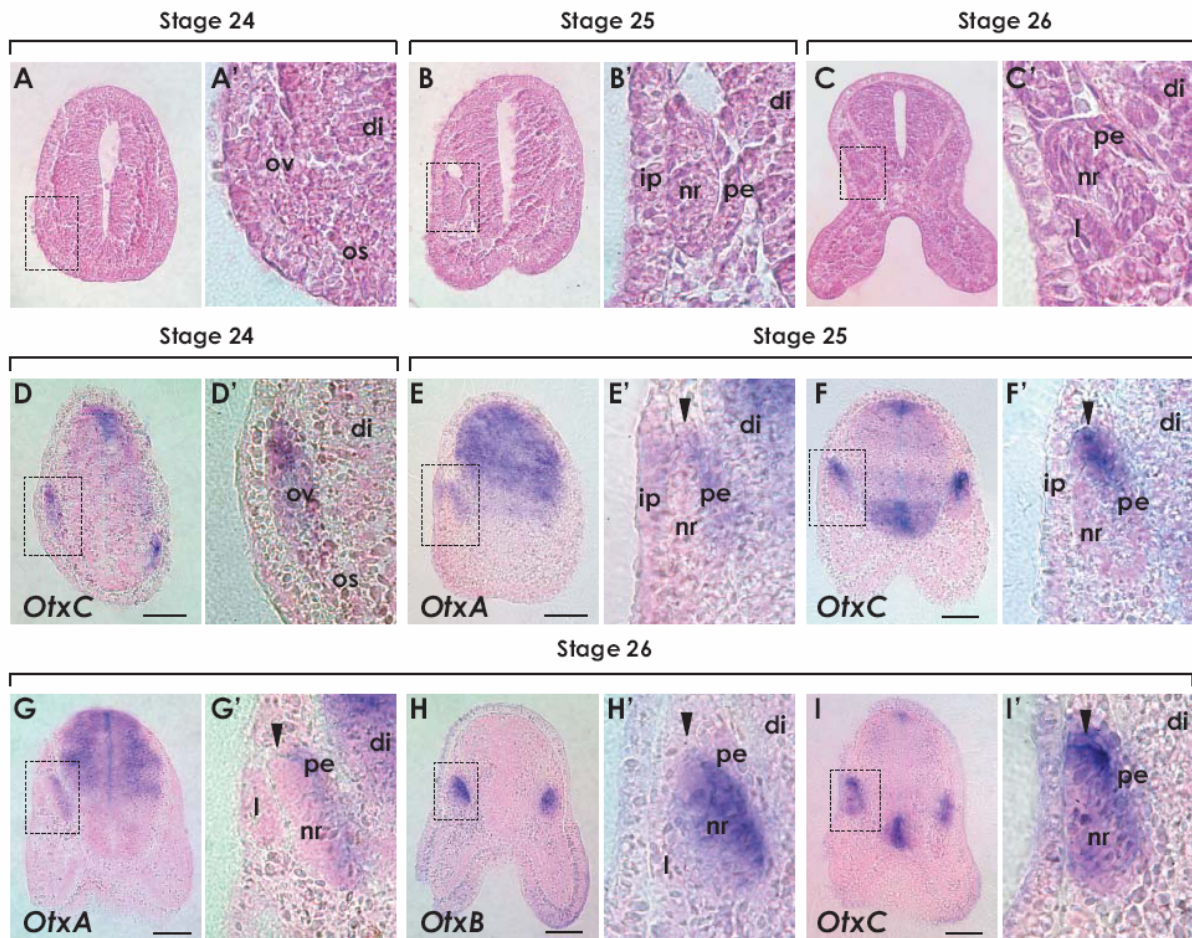 Stage 24 Stage 25 Stage 26
A A’ B B’ C C’
di di di
ov pe
ip nr pe nr
os l
Stage 24 Stage 25
D D’ E E’ F F’
di di di
ov pe ip pe
ip nr nr
os
OtxC OtxA OtxC
Stage 26
G G’ H H’ I I’
di di di
pe pe pe
l nr nr nr
l
OtxA OtxB OtxC